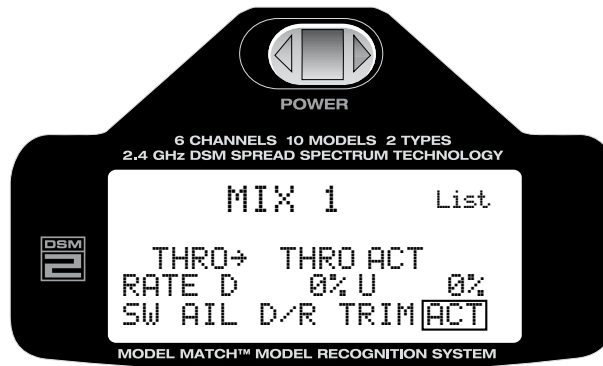 POWER
6 CHANNELS 10 MODELS 2 TYPES
2.4 GHz DSM SPREAD SPECTRUM TECHNOLOGY
MIX 1 List
DSM
2
THRO→ THRO ACT
RATE D 0% U 0%
SW AIL D/R TRIM ACT
MODEL MATCH™ MODEL RECOGNITION SYSTEM